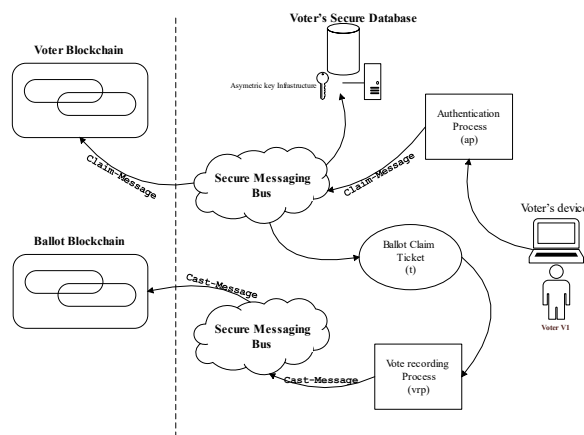 Voter's Secure Database
Voter Blockchain
Asymetric key Infrastructure
Authentication
Process
(ap)
Claim-Message
Claim-Message
Secure Messaging
Bus
Voter's device
Ballot Blockchain
Ballot Claim
Ticket
(t)
Cast-Message
Voter V1
Secure Messaging
Bus
Vote recording
Process
(vrp)
Cast-Message